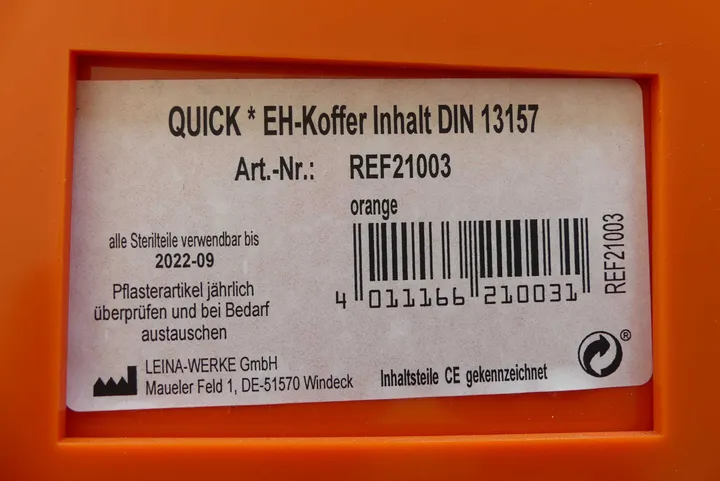 QUICK * EH-Koffer Inhalt DIN 13157
Art.-Nr.: REF21003
orange
alle Sterilteile verwendbar bis
2022-09
Pflasterartikel jährlich
überprüfen und bei Bedarf
austauschen
4 011166 210031
REF21003
LEINA-WERKE GmbH
Maueler Feld 1, DE-51570 Windeck
Inhaltsteile CE gekennzeichnet
®